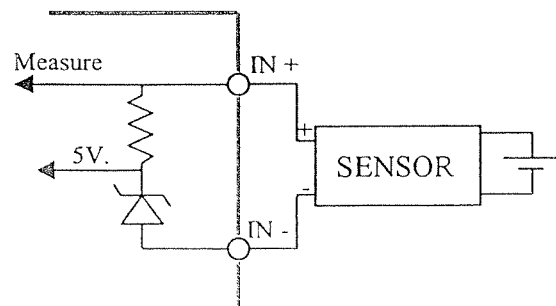 Measure
IN +
5V.
+
SENSOR
-
IN -